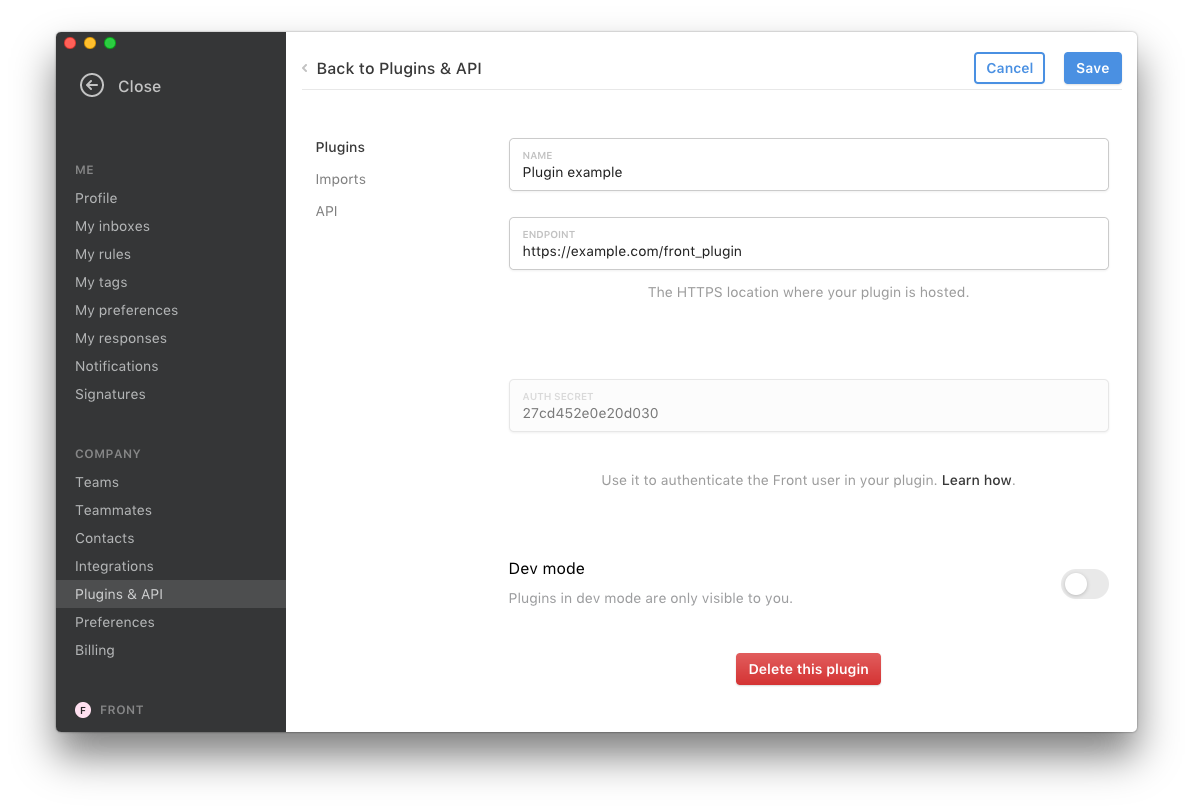 Close
ME
Profile
My inboxes
My rules
My tags
My preferences
My responses
Notifications
Signatures
COMPANY
Teams
Teammates
Contacts
Integrations
Plugins & API
Preferences
Billing
F FRONT
Back to Plugins & API
Cancel
Save
Plugins
Imports
API
NAME
Plugin example
ENDPOINT
https://example.com/front_plugin
The HTTPS location where your plugin is hosted.
AUTH SECRET
27cd452e0e20d030
Use it to authenticate the Front user in your plugin. Learn how.
Dev mode
Plugins in dev mode are only visible to you.
Delete this plugin